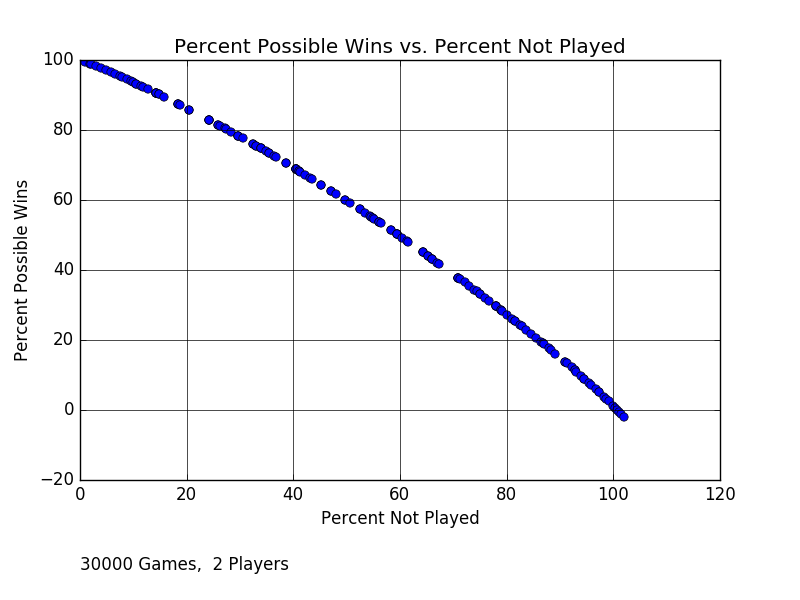 Percent Possible Wins vs. Percent Not Played
100
80
60
40
20
0
−20
Percent Possible Wins
0 20 40 60 80 100 120
Percent Not Played
30000 Games,  2 Players